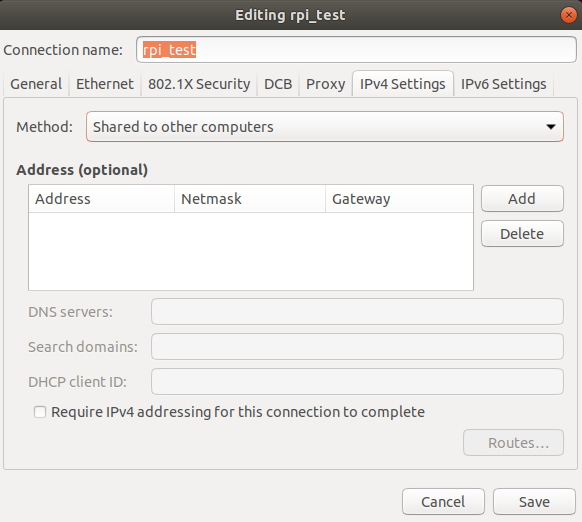 Editing rpi_test
Connection name: rpi_test
General Ethernet 802.1X Security DCB Proxy IPv4 Settings IPv6 Settings
Method: Shared to other computers
Address (optional)
Address Netmask Gateway Add
Delete
DNS servers:
Search domains:
DHCP client ID:
Require IPv4 addressing for this connection to complete
Routes…
Cancel Save